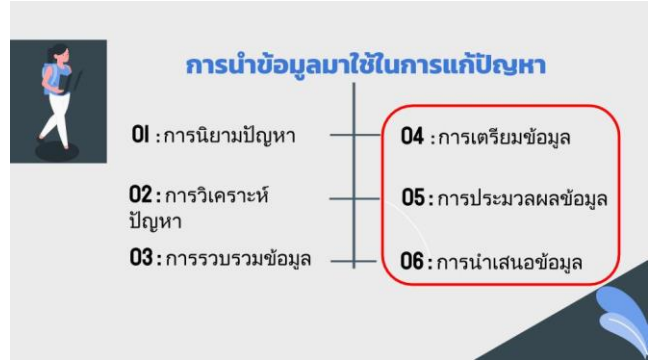 การนำข้อมูลมาใช้ในการแก้ปัญหา
01 :การนิยามปัญหา
02 : การวิเคราะห์
ปัญหา
03 : การรวบรวมข้อมูล
04 : การเตรียมข้อมูล
05 : การประมวลผลข้อมูล
06 : การนำเสนอข้อมูล